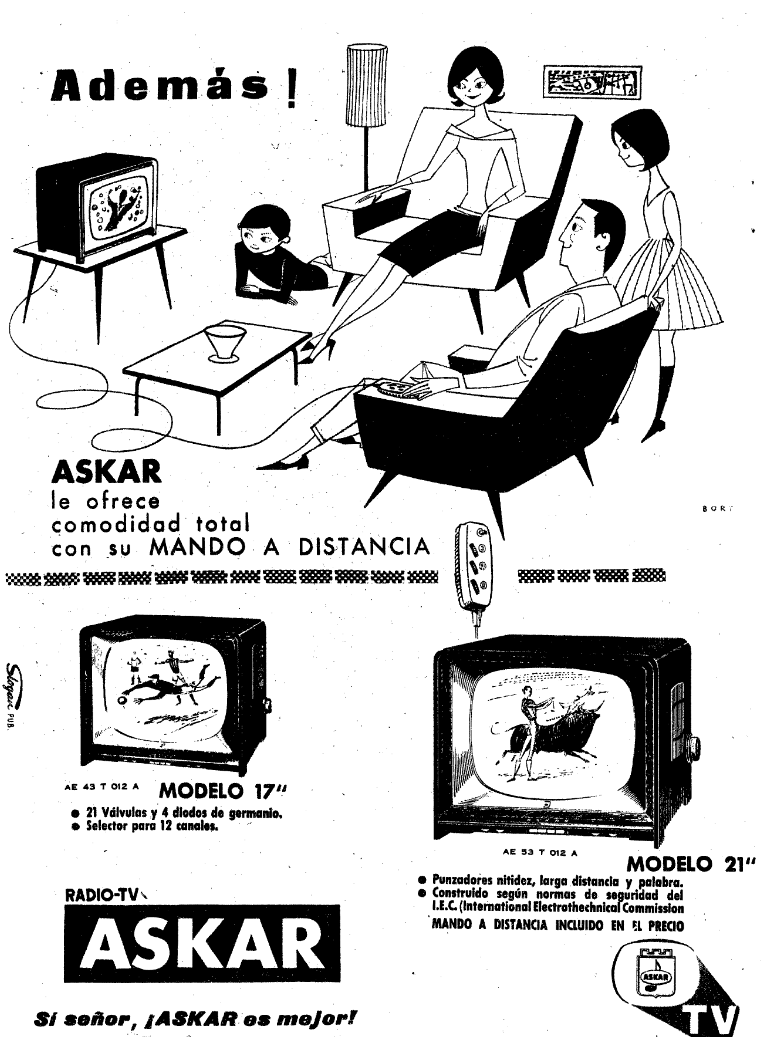 Además!
ASKAR
le ofrece
comodidad total
con su MANDO A DISTANCIA
BORT
Slogan PUB.
AE 43 T 012 A
MODELO 17"
● 21 Válvulas y 4 diodos de germanio.
● Selector para 12 canales.
AE 53 T 012 A
MODELO 21"
● Punzadores nitidez, larga distancia y palabra.
● Construido según normas de seguridad del
I.E.C. (International Electrothechnical Commission
MANDO A DISTANCIA INCLUIDO EN EL PRECIO
RADIO-TV
ASKAR
Sí señor, ¡ASKAR es mejor!
ASKAR
TV